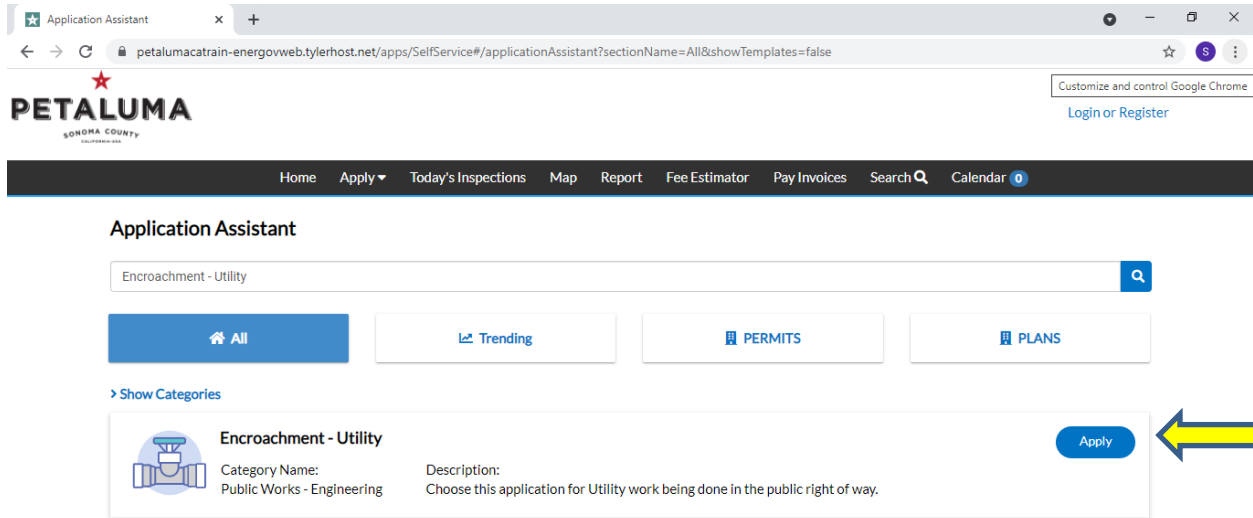 Application Assistant
petalumacatrain-energovweb.tylerhost.net/apps/SelfService#/applicationAssistant?sectionName=All&showTemplates=false
S
Customize and control Google Chrome
PETALUMA
SONOMA COUNTY
CALIFORNIA-USA
Login or Register
Home Apply Today's Inspections Map Report Fee Estimator Pay Invoices Search Calendar 0
Application Assistant
Encroachment - Utility
All Trending PERMITS PLANS
Show Categories
Encroachment - Utility
Apply
Category Name: Description:
Public Works - Engineering Choose this application for Utility work being done in the public right of way.